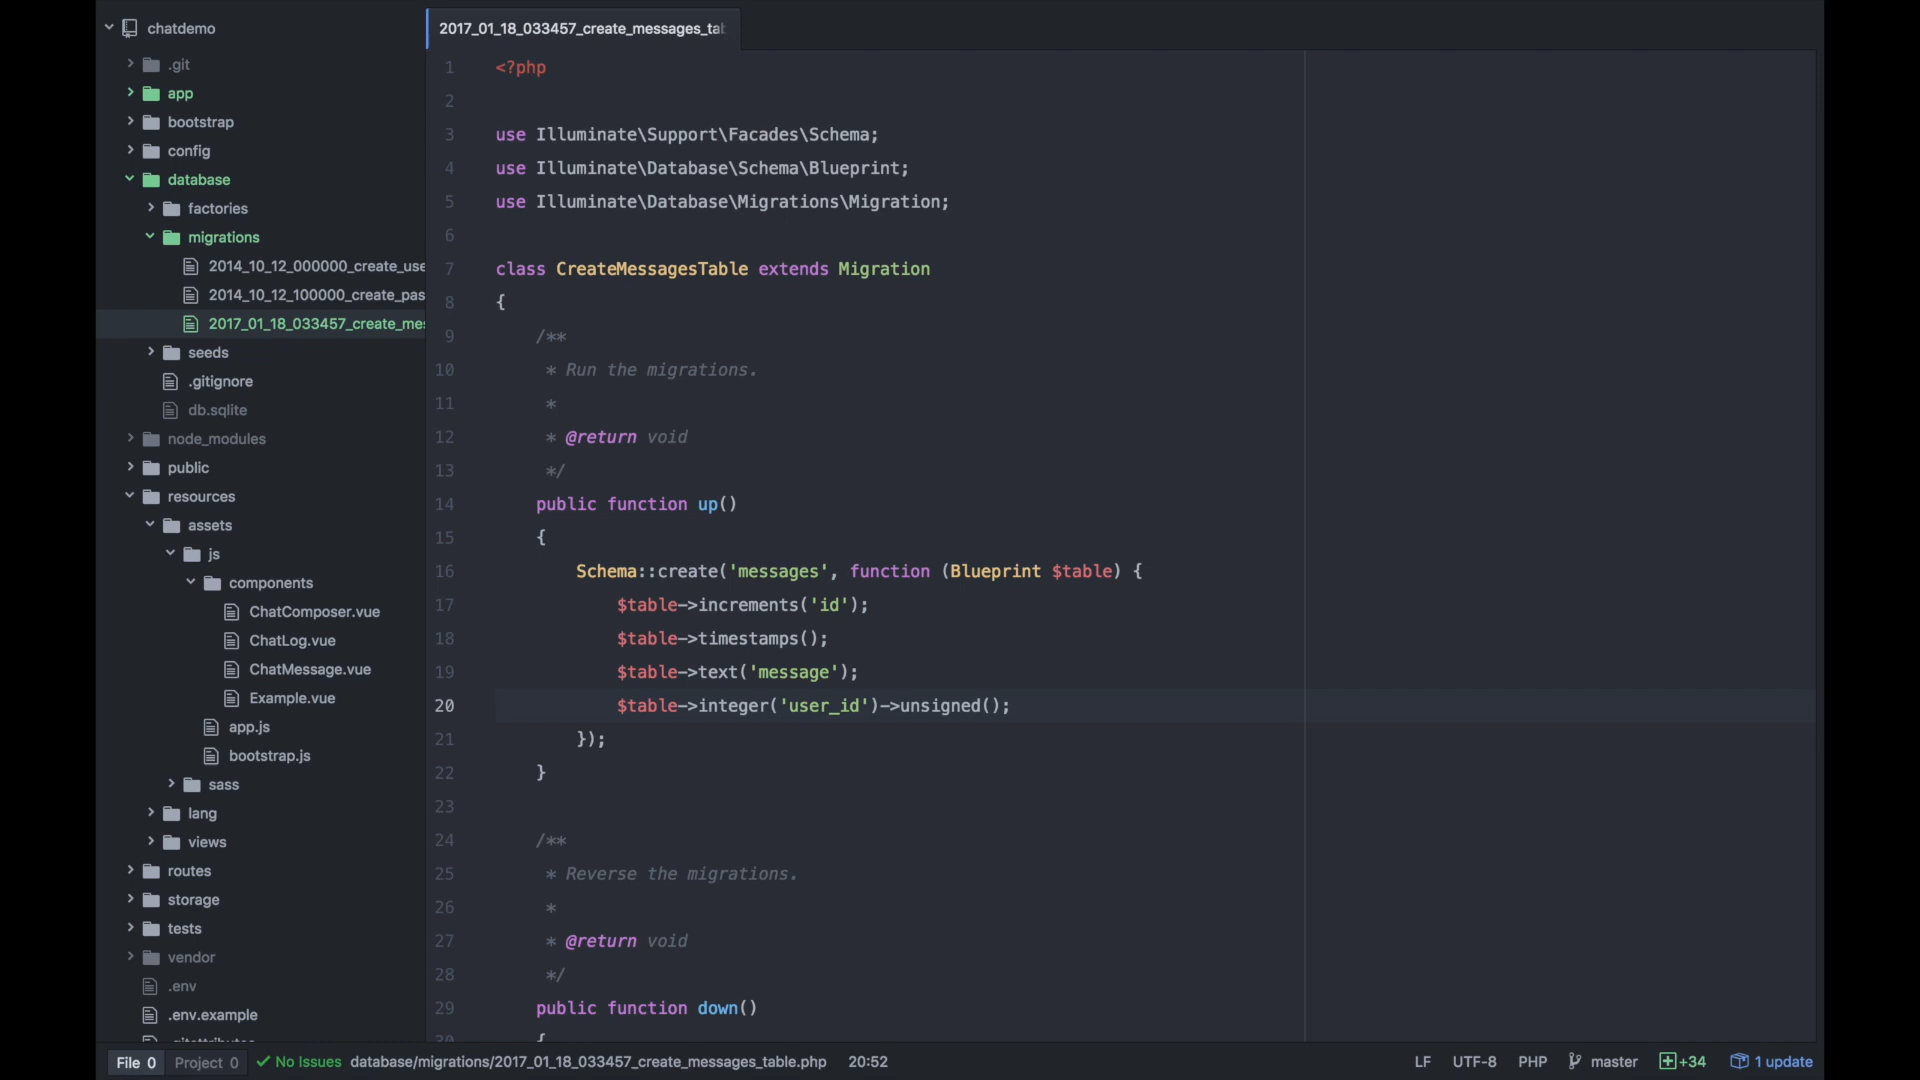 chatdemo
.git
app
bootstrap
config
database
factories
migrations
2014_10_12_000000_create_use
2014_10_12_100000_create_pas
2017_01_18_033457_create_mes
seeds
.gitignore
db.sqlite
node_modules
public
resources
assets
js
components
ChatComposer.vue
ChatLog.vue
ChatMessage.vue
Example.vue
app.js
bootstrap.js
sass
lang
views
routes
storage
tests
vendor
.env
.env.example
.gitattributes
2017_01_18_033457_create_messages_tab
1 <?php
2
3 use Illuminate\Support\Facades\Schema;
4 use Illuminate\Database\Schema\Blueprint;
5 use Illuminate\Database\Migrations\Migration;
6
7 class CreateMessagesTable extends Migration
8 {
9 /**
10 * Run the migrations.
11 *
12 * @return void
13 */
14 public function up()
15 {
16 Schema::create('messages', function (Blueprint $table) {
17 $table->increments('id');
18 $table->timestamps();
19 $table->text('message');
20 $table->integer('user_id')->unsigned();
21 });
22 }
23
24 /**
25 * Reverse the migrations.
26 *
27 * @return void
28 */
29 public function down()
30 {
File 0 Project 0 No Issues database/migrations/2017_01_18_033457_create_messages_table.php 20:52 LF UTF-8 PHP master +34 1 update